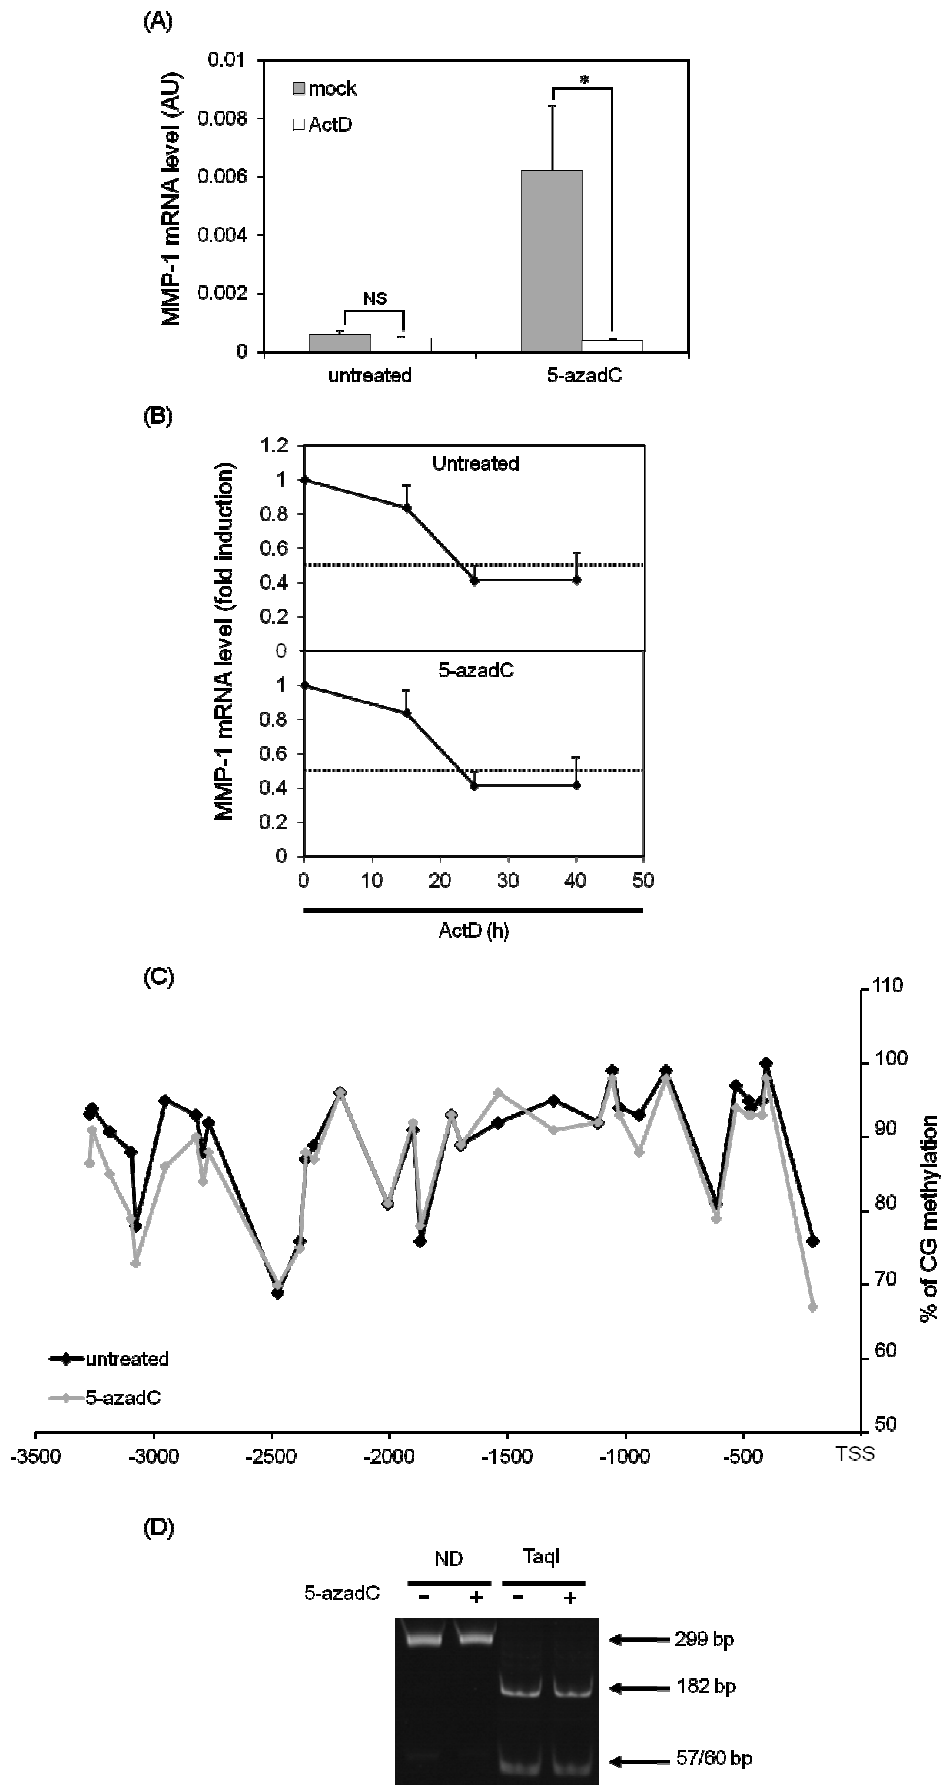 (A)
MMP-1 mRNA level (AU)
0.01
0.008
0.006
0.004
0.002
0
mock
ActD
NS
*
untreated
5-azadC
(B)
MMP-1 mRNA level (fold induction)
1.2
1
0.8
0.6
0.4
0.2
0
Untreated
1
0.8
0.6
0.4
0.2
0
5-azadC
0 10 20 30 40 50
ActD (h)
(C)
110
100
90
80
70
60
50
% of CG methylation
untreated
5-azadC
-3500 -3000 -2500 -2000 -1500 -1000 -500 TSS
(D)
ND TaqI
5-azadC - + - +
299 bp
182 bp
57/60 bp